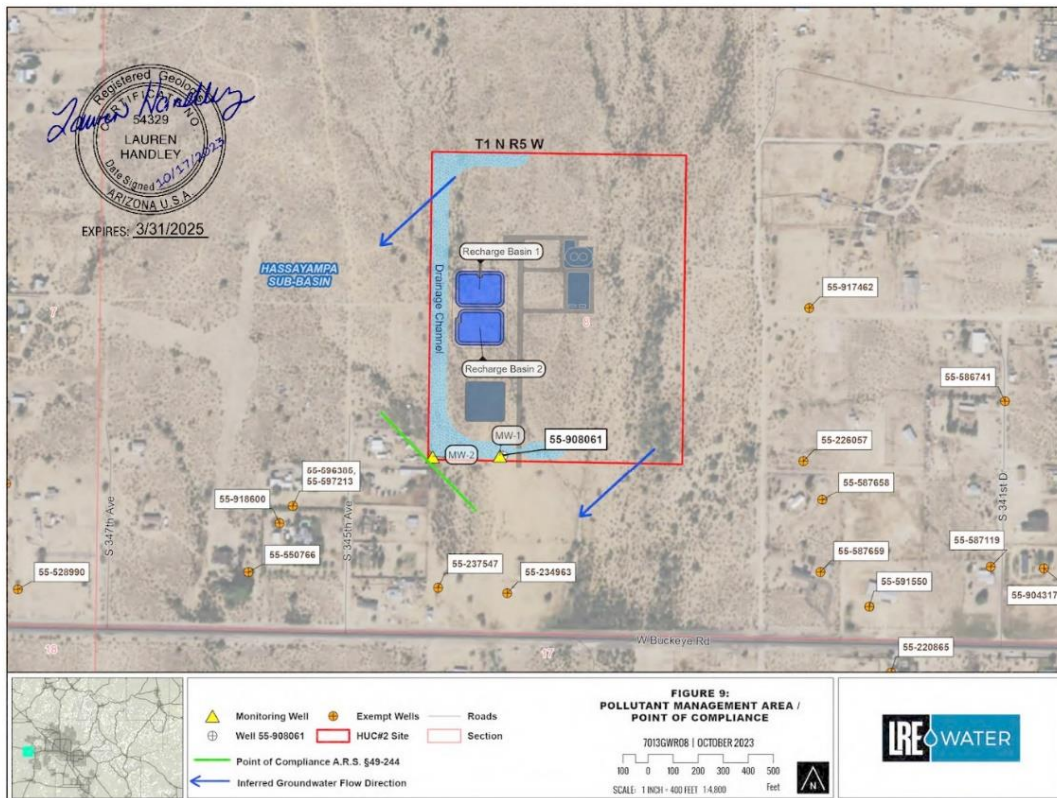 Registered Geologist
CERTIFICATION NO
54329
LAUREN
HANDLEY
Lauren Handley
Date Signed 10/17/2023
ARIZONA U.S.A.
EXPIRES: 3/31/2025
T1 N R5 W
HASSAYAMPA
SUB-BASIN
Recharge Basin 1
Drainage Channel
Recharge Basin 2
7
8
55-917462
55-586741
MW-1
55-908061
MW-2
55-226057
55-587658
55-596385,
55-597213
55-918600
55-550766
S 347th Ave
S 345th Ave
S 341st D
55-528990
55-237547
55-234963
55-587659
55-587119
55-591550
55-904317
W Buckeye Rd
55-220865
18
17
Monitoring Well
Exempt Wells
Roads
Well 55-908061
HUC#2 Site
Section
Point of Compliance A.R.S. §49-244
Inferred Groundwater Flow Direction
FIGURE 9:
POLLUTANT MANAGEMENT AREA /
POINT OF COMPLIANCE
7013GWR08 | OCTOBER 2023
100 0 100 200 300 400 500
Feet
SCALE: 1 INCH = 400 FEET 1:4,800
N
LRE WATER